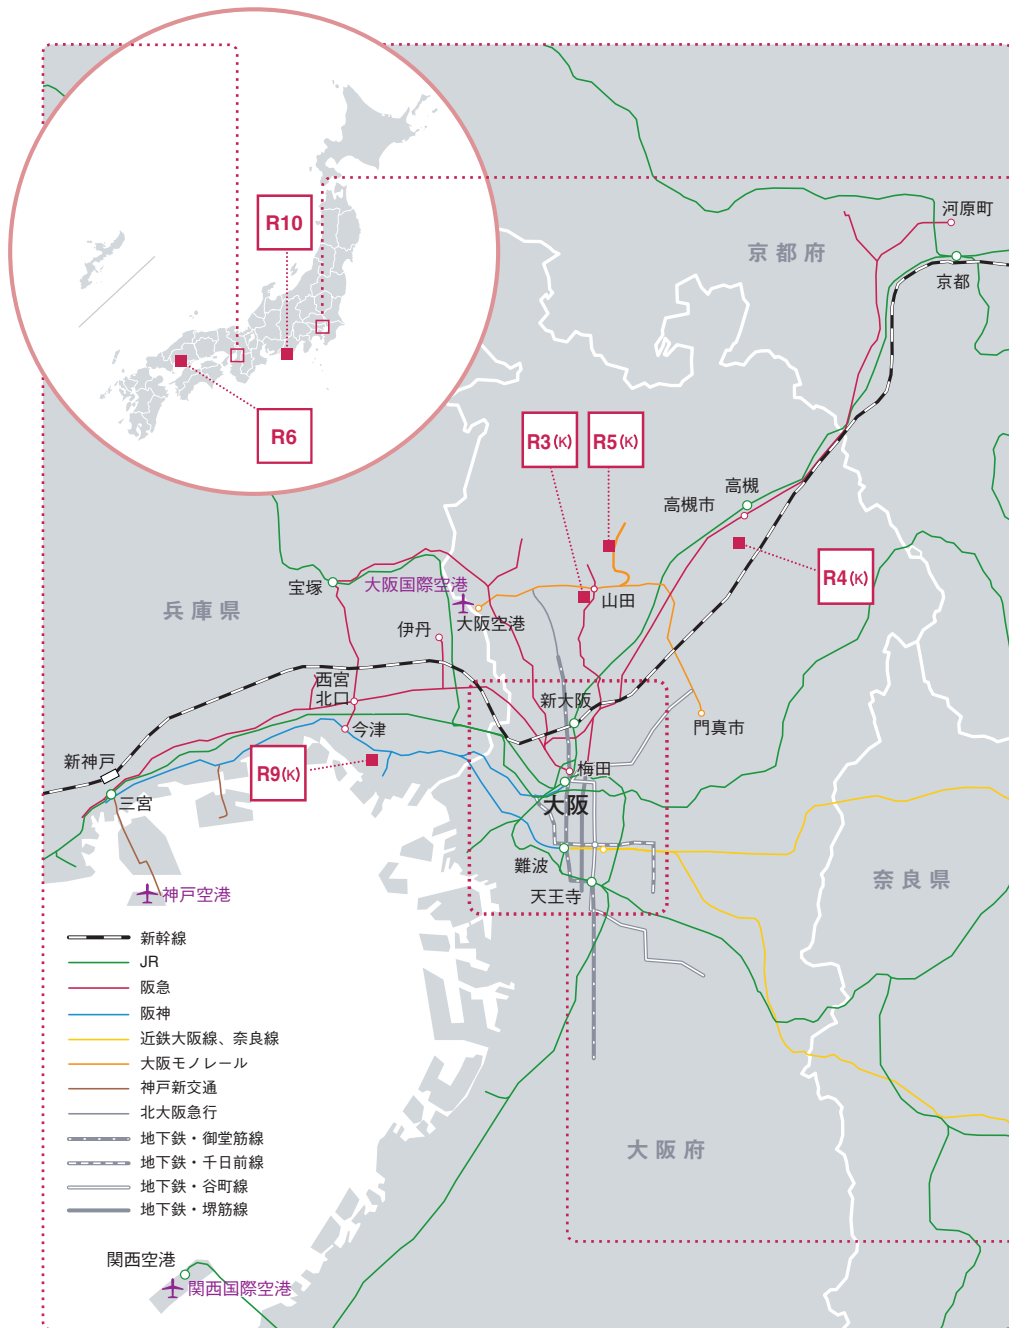 R10
R6
河原町
京都府
京都
R3(K)
R5(K)
高槻
高槻市
R4(K)
宝塚
大阪国際空港
兵庫県
大阪空港
山田
伊丹
西宮
北口
新大阪
今津
門真市
新神戸
R9(K)
梅田
三宮
大阪
難波
奈良県
天王寺
神戸空港
新幹線
JR
阪急
阪神
近鉄大阪線、奈良線
大阪モノレール
神戸新交通
北大阪急行
地下鉄・御堂筋線
地下鉄・千日前線
地下鉄・谷町線
地下鉄・堺筋線
大阪府
関西空港
関西国際空港